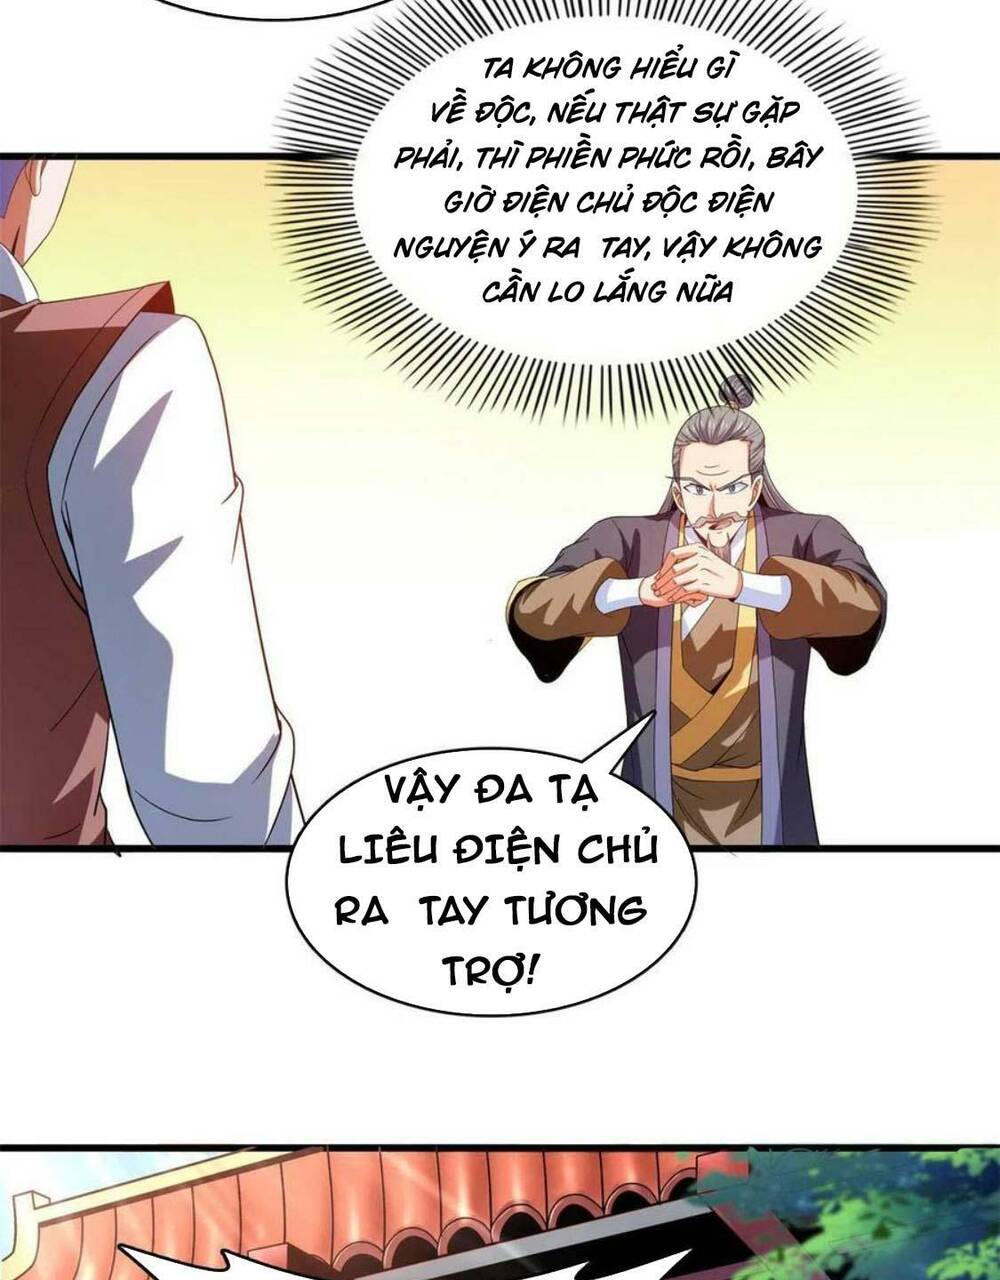 TA KHÔNG HIỂU GÌ
VỀ ĐỘC, NẾU THẬT SỰ GẶP
PHẢI, THÌ PHIỀN PHỨC RỒI, BÂY
GIỜ ĐIỆN CHỦ ĐỘC ĐIỆN
NGUYỆN Ý RA TAY, VẬY KHÔNG
CẦN LO LẮNG NỮA
VẬY ĐA TẠ
LIÊU ĐIỆN CHỦ
RA TAY TƯƠNG
TRỢ!